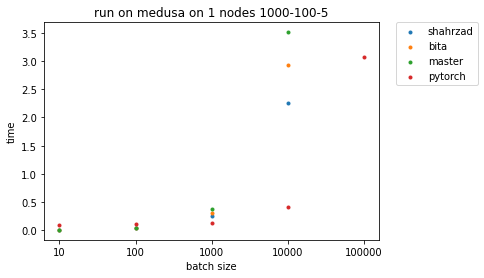 run on medusa on 1 nodes 1000-100-5
shahrzad
bita
master
pytorch
3.5
3.0
2.5
2.0
1.5
1.0
0.5
0.0
time
10 100 1000 10000 100000
batch size